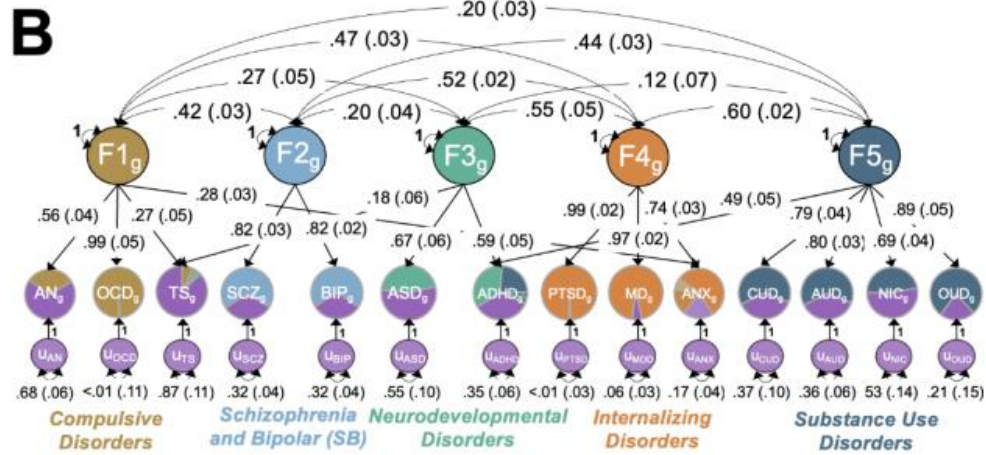 B
.20 (.03)
.47 (.03) .44 (.03)
.27 (.05) .52 (.02) .12 (.07)
.42 (.03) .20 (.04) .55 (.05) .60 (.02)
1 1 1 1 1
F1g F2g F3g F4g F5g
.28 (.03) .18 (.06) .49 (.05)
.56 (.04) .27 (.05) .99 (.02) .74 (.03) .79 (.04) .89 (.05)
.99 (.05) .82 (.03) .82 (.02) .67 (.06) .59 (.05) .97 (.02) .80 (.03) .69 (.04)
ANg OCDg TSg SCZg BIPg ASDg ADHDg PTSDg MDg ANXg CUDg AUDg NICg OUDg
1 1 1 1 1 1 1 1 1 1 1 1 1 1
uAN uOCD uTS uSCZ uBIP uASD uADHD uPTSD uMDD uANX uCUD uAUD uNIC uOUD
.68 (.06) <.01 (.11) .87 (.11) .32 (.04) .32 (.04) .55 (.10) .35 (.06) <.01 (.03) .06 (.03) .17 (.04) .37 (.10) .36 (.06) 53 (.14) .21 (.15)
Compulsive Schizophrenia Neurodevelopmental Internalizing Substance Use
Disorders and Bipolar (SB) Disorders Disorders Disorders